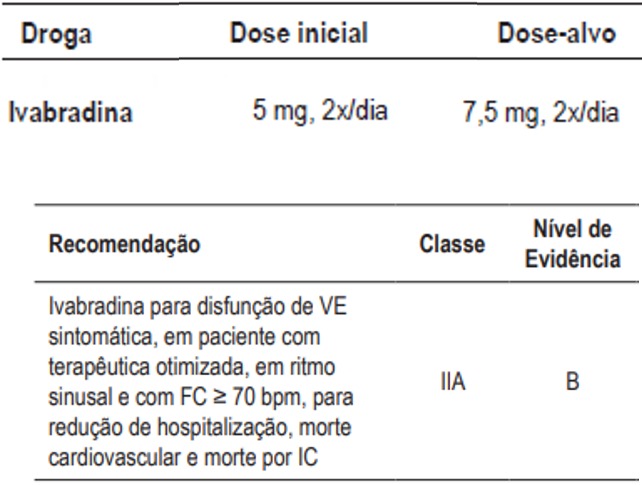 Droga Dose inicial Dose-alvo
Ivabradina 5 mg, 2x/dia 7,5 mg, 2x/dia
Recomendação Classe Nível de Evidência
Ivabradina para disfunção de VE
sintomática, em paciente com
terapêutica otimizada, em ritmo
sinusal e com FC ≥ 70 bpm, para
redução de hospitalização, morte
cardiovascular e morte por IC
IIA B